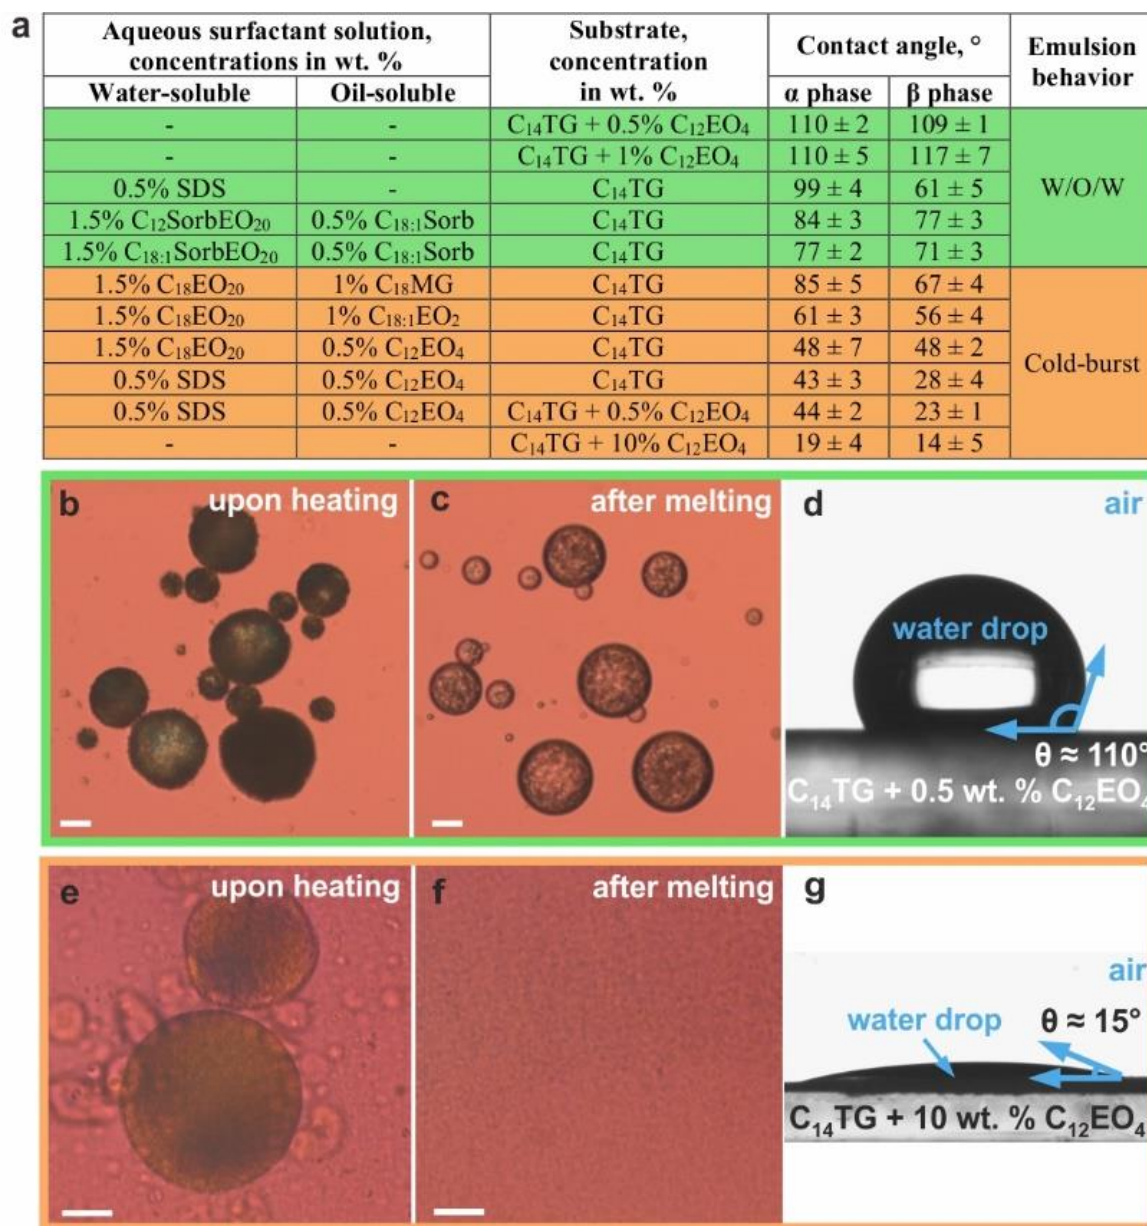 a
Aqueous surfactant solution, concentrations in wt. % | Substrate, concentration in wt. % | Contact angle, ° | Emulsion behavior
Water-soluble | Oil-soluble | α phase | β phase
- | - | C₁₄TG + 0.5% C₁₂EO₄ | 110 ± 2 | 109 ± 1
- | - | C₁₄TG + 1% C₁₂EO₄ | 110 ± 5 | 117 ± 7
0.5% SDS | - | C₁₄TG | 99 ± 4 | 61 ± 5 | W/O/W
1.5% C₁₂SorbEO₂₀ | 0.5% C₁₈:₁Sorb | C₁₄TG | 84 ± 3 | 77 ± 3
1.5% C₁₈:₁SorbEO₂₀ | 0.5% C₁₈:₁Sorb | C₁₄TG | 77 ± 2 | 71 ± 3
1.5% C₁₈EO₂₀ | 1% C₁₈MG | C₁₄TG | 85 ± 5 | 67 ± 4
1.5% C₁₈EO₂₀ | 1% C₁₈:₁EO₂ | C₁₄TG | 61 ± 3 | 56 ± 4
1.5% C₁₈EO₂₀ | 0.5% C₁₂EO₄ | C₁₄TG | 48 ± 7 | 48 ± 2 | Cold-burst
0.5% SDS | 0.5% C₁₂EO₄ | C₁₄TG | 43 ± 3 | 28 ± 4
0.5% SDS | 0.5% C₁₂EO₄ | C₁₄TG + 0.5% C₁₂EO₄ | 44 ± 2 | 23 ± 1
- | - | C₁₄TG + 10% C₁₂EO₄ | 19 ± 4 | 14 ± 5
b
upon heating
c
after melting
d
air
water drop
θ ≈ 110°
C₁₄TG + 0.5 wt. % C₁₂EO₄
e
upon heating
f
after melting
g
air
water drop
θ ≈ 15°
C₁₄TG + 10 wt. % C₁₂EO₄